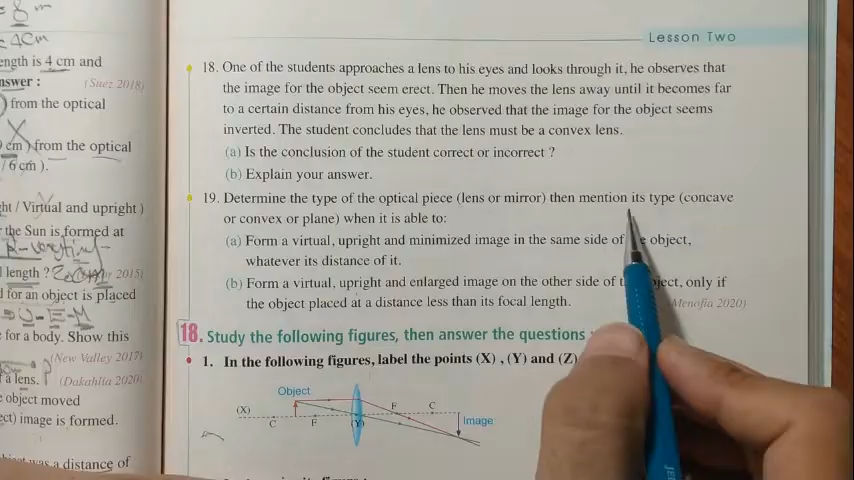 8 m
4 cm
ength is 4 cm and
nswer :
(Suez 2018)
from the optical
cm ) from the optical
/ 6 cm ).
ht / Virtual and upright )
the Sun is formed at
l length ?
2015)
for an object is placed
for a body. Show this
(New Valley 2017)
a lens.
(Dakahlia 2020)
object moved
ect) image is formed.
was a distance of
Lesson Two
18. One of the students approaches a lens to his eyes and looks through it, he observes that
the image for the object seem erect. Then he moves the lens away until it becomes far
to a certain distance from his eyes, he observed that the image for the object seems
inverted. The student concludes that the lens must be a convex lens.
(a) Is the conclusion of the student correct or incorrect ?
(b) Explain your answer.
19. Determine the type of the optical piece (lens or mirror) then mention its type (concave
or convex or plane) when it is able to:
(a) Form a virtual, upright and minimized image in the same side of object,
whatever its distance of it.
(b) Form a virtual, upright and enlarged image on the other side of object, only if
the object placed at a distance less than its focal length.
Menofia 2020)
18. Study the following figures, then answer the questions
1. In the following figures, label the points (X) , (Y) and (Z)
Object
(X)
C
F
(Y)
F
C
Image